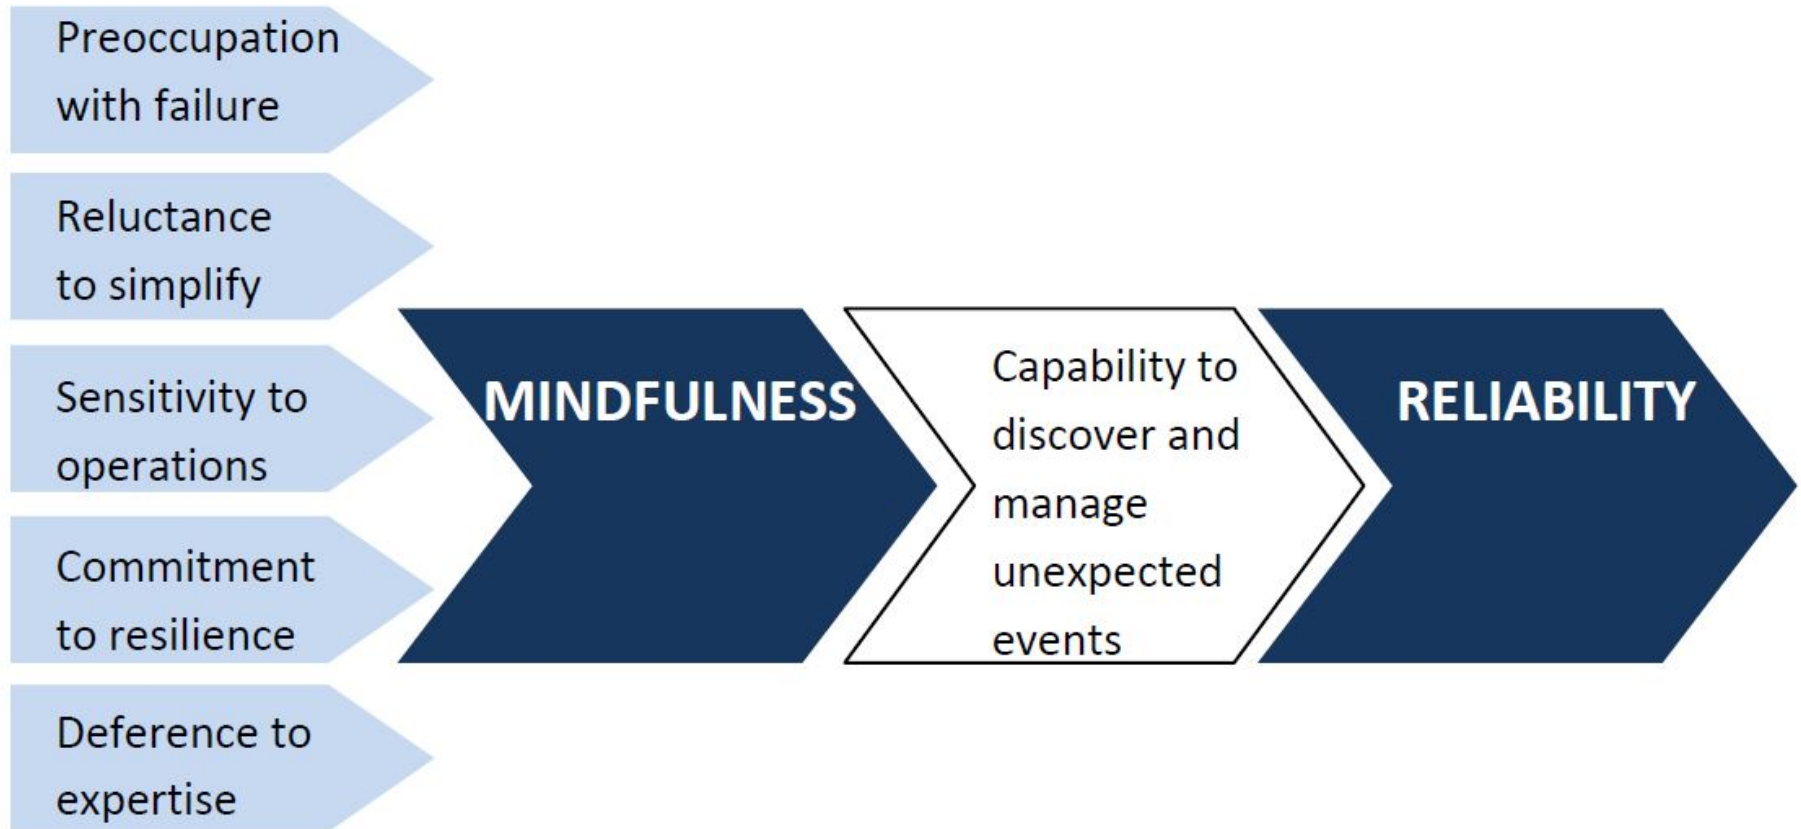 Preoccupation
with failure
Reluctance
to simplify
Sensitivity to
operations
Commitment
to resilience
Deference to
expertise
MINDFULNESS
Capability to
discover and
manage
unexpected
events
RELIABILITY